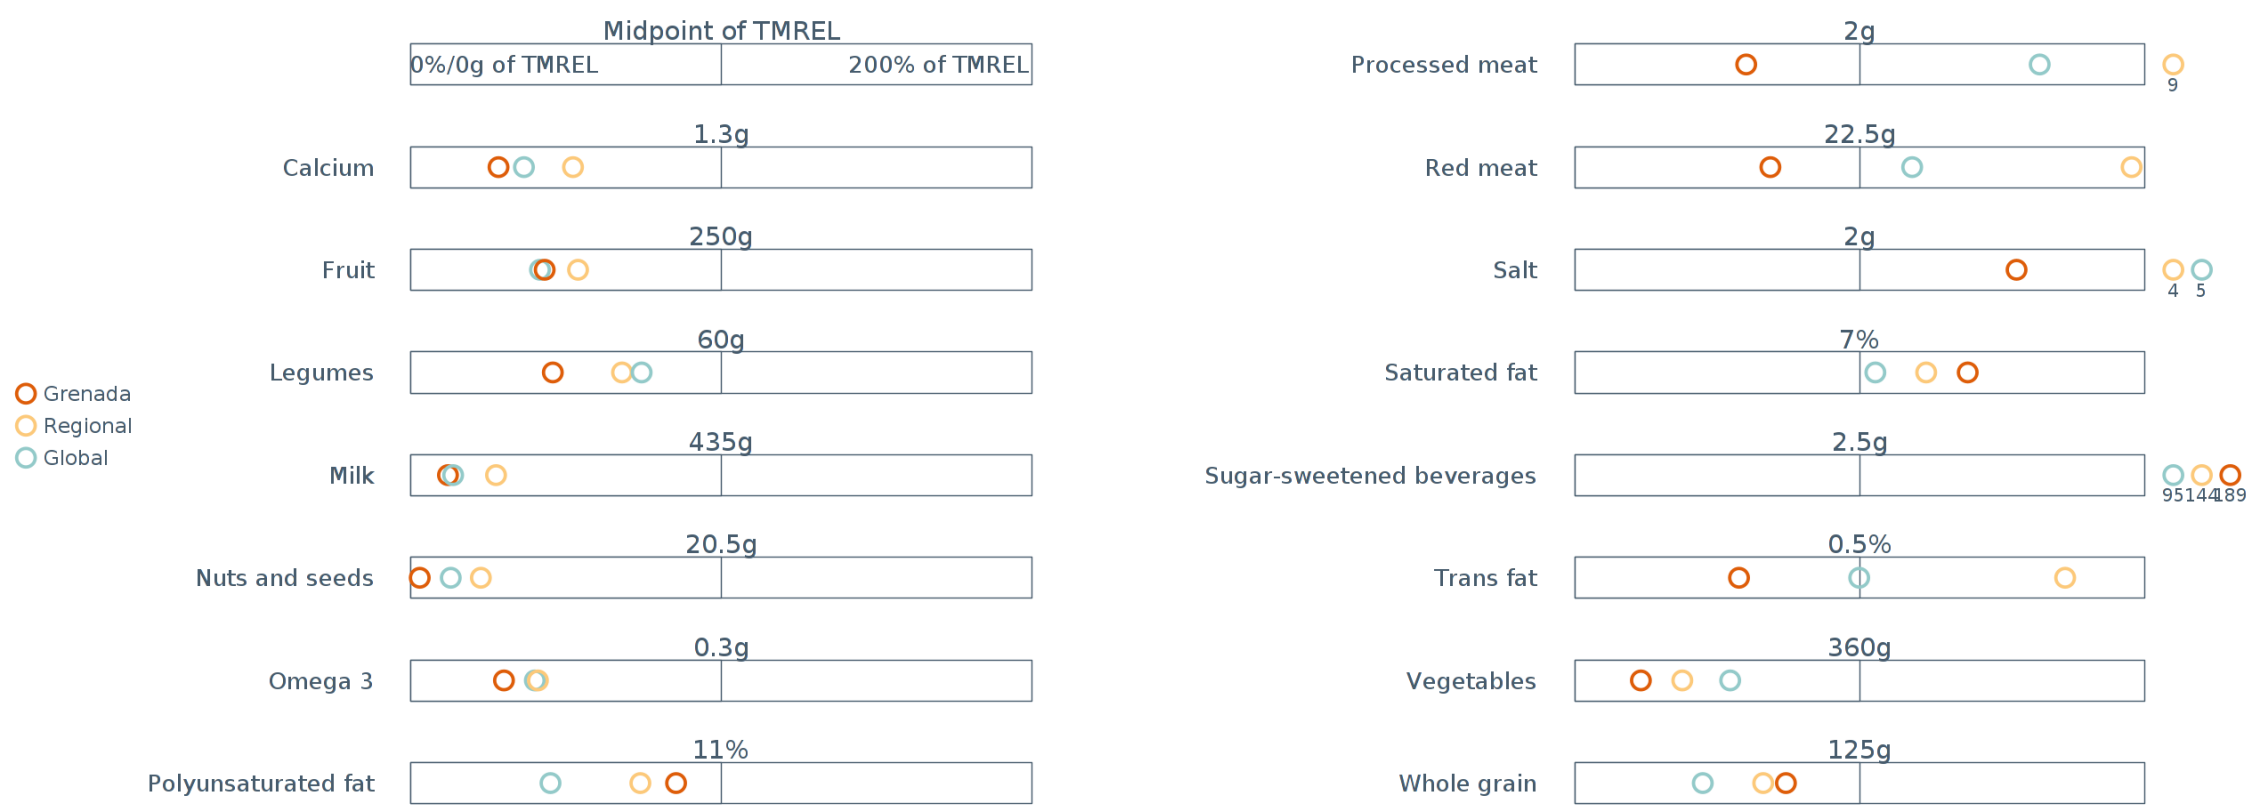 Midpoint of TMREL
0%/0g of TMREL
200% of TMREL
Calcium
1.3g
Fruit
250g
Legumes
60g
Milk
435g
Nuts and seeds
20.5g
Omega 3
0.3g
Polyunsaturated fat
11%
Grenada
Regional
Global
Processed meat
2g
9
Red meat
22.5g
Salt
2g
4 5
Saturated fat
7%
Sugar-sweetened beverages
2.5g
95 144 189
Trans fat
0.5%
Vegetables
360g
Whole grain
125g